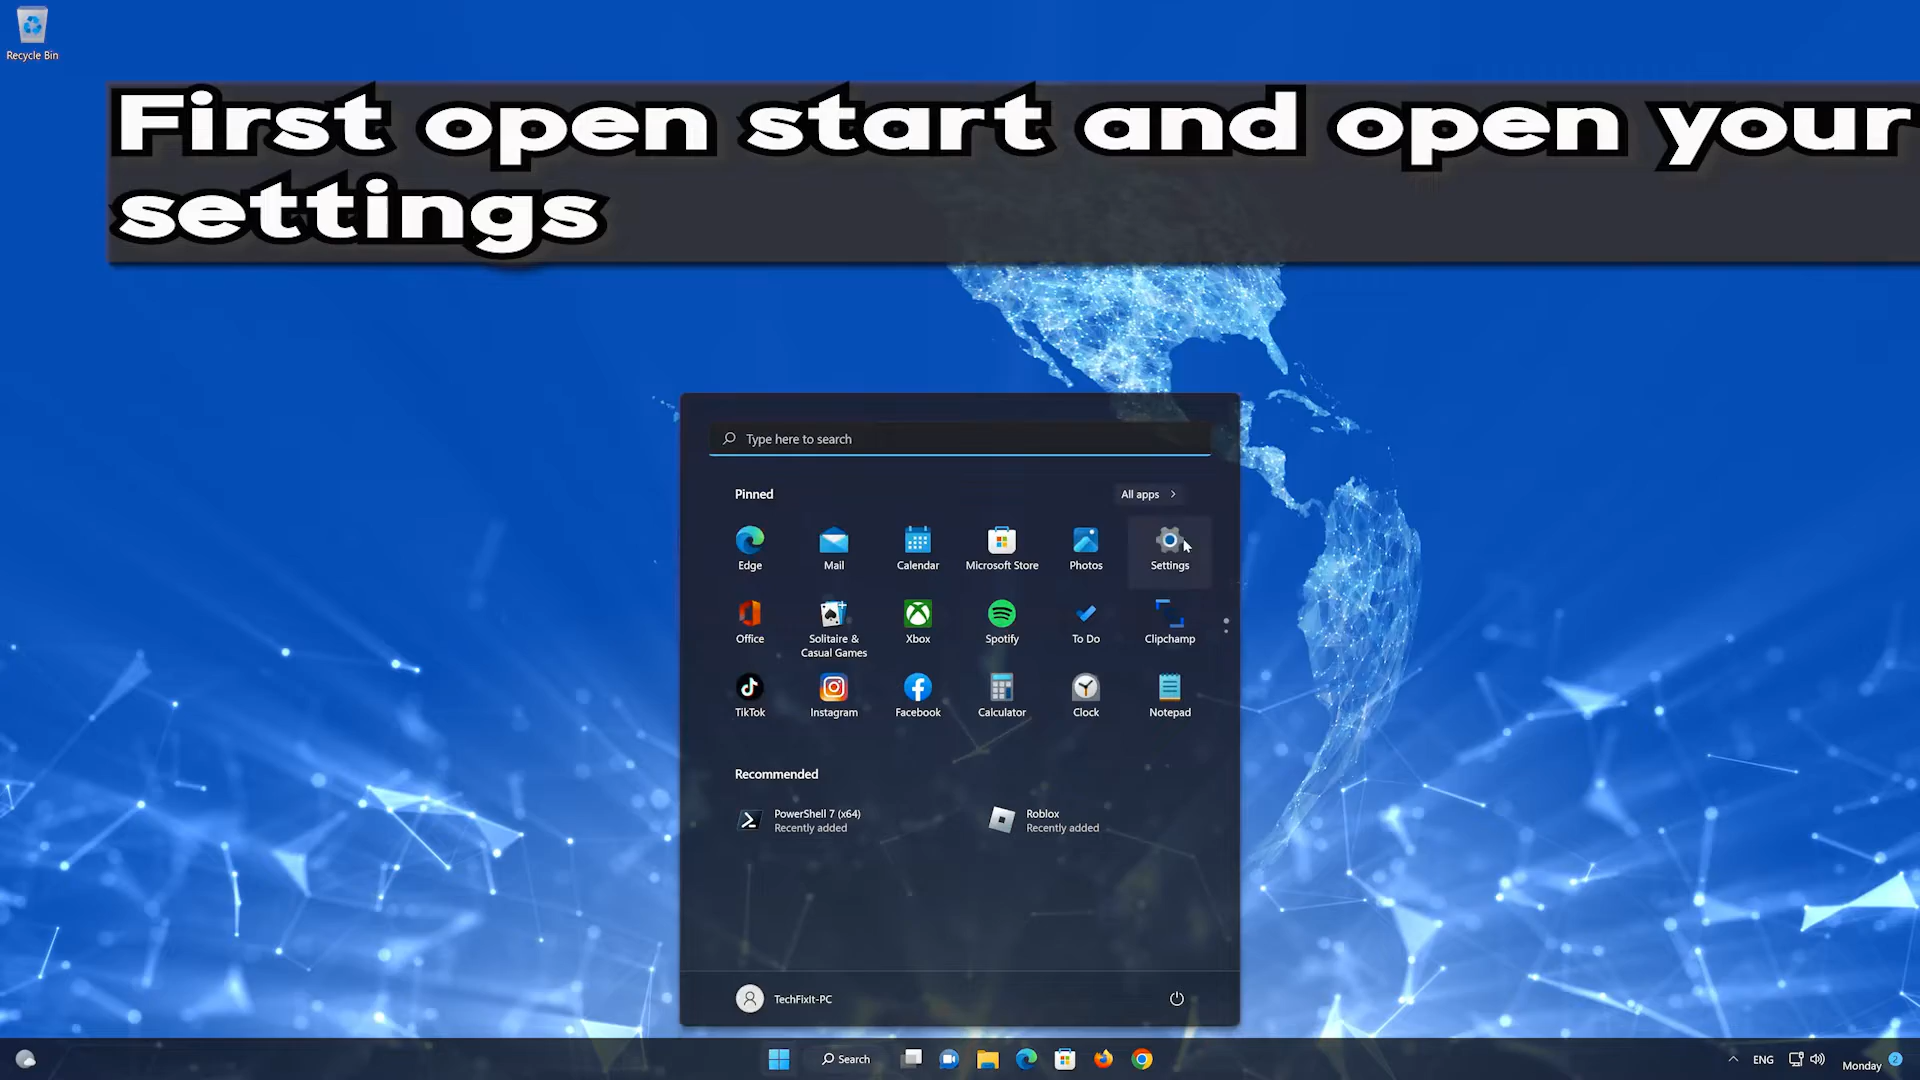 Recycle Bin
First open start and open your
settings
Type here to search
Pinned
All apps
Edge
Mail
Calendar
Microsoft Store
Photos
Settings
Office
Solitaire &
Casual Games
Xbox
Spotify
To Do
Clipchamp
TikTok
Instagram
Facebook
Calculator
Clock
Notepad
Recommended
PowerShell 7 (x64)
Recently added
Roblox
Recently added
TechFixIt-PC
Search
ENG
Monday
2